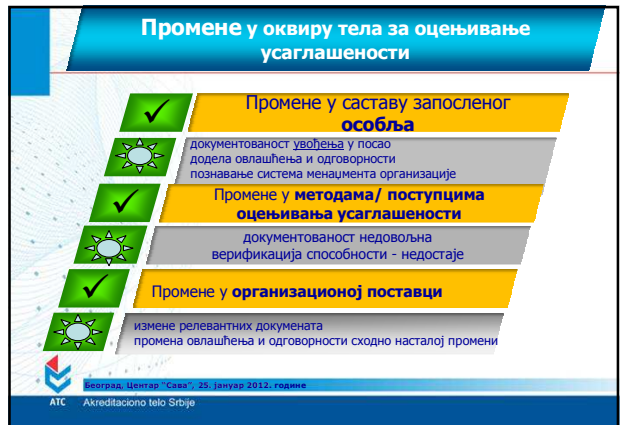 Промене у оквиру тела за оцењивање
усаглашености
Промене у саставу запосленог
особља
документованост увођења у посао
додела овлашћења и одговорности
познавање система менаџмента организације
Промене у методама/ поступцима
оцењивања усаглашености
документованост недовољна
верификација способности - недостаје
Промене у организационој поставци
измене релевантних докумената
промена овлашћења и одговорности сходно насталој промени
Београд, Центар "Сава", 25. јануар 2012. године
ATC Akreditaciono telo Srbije